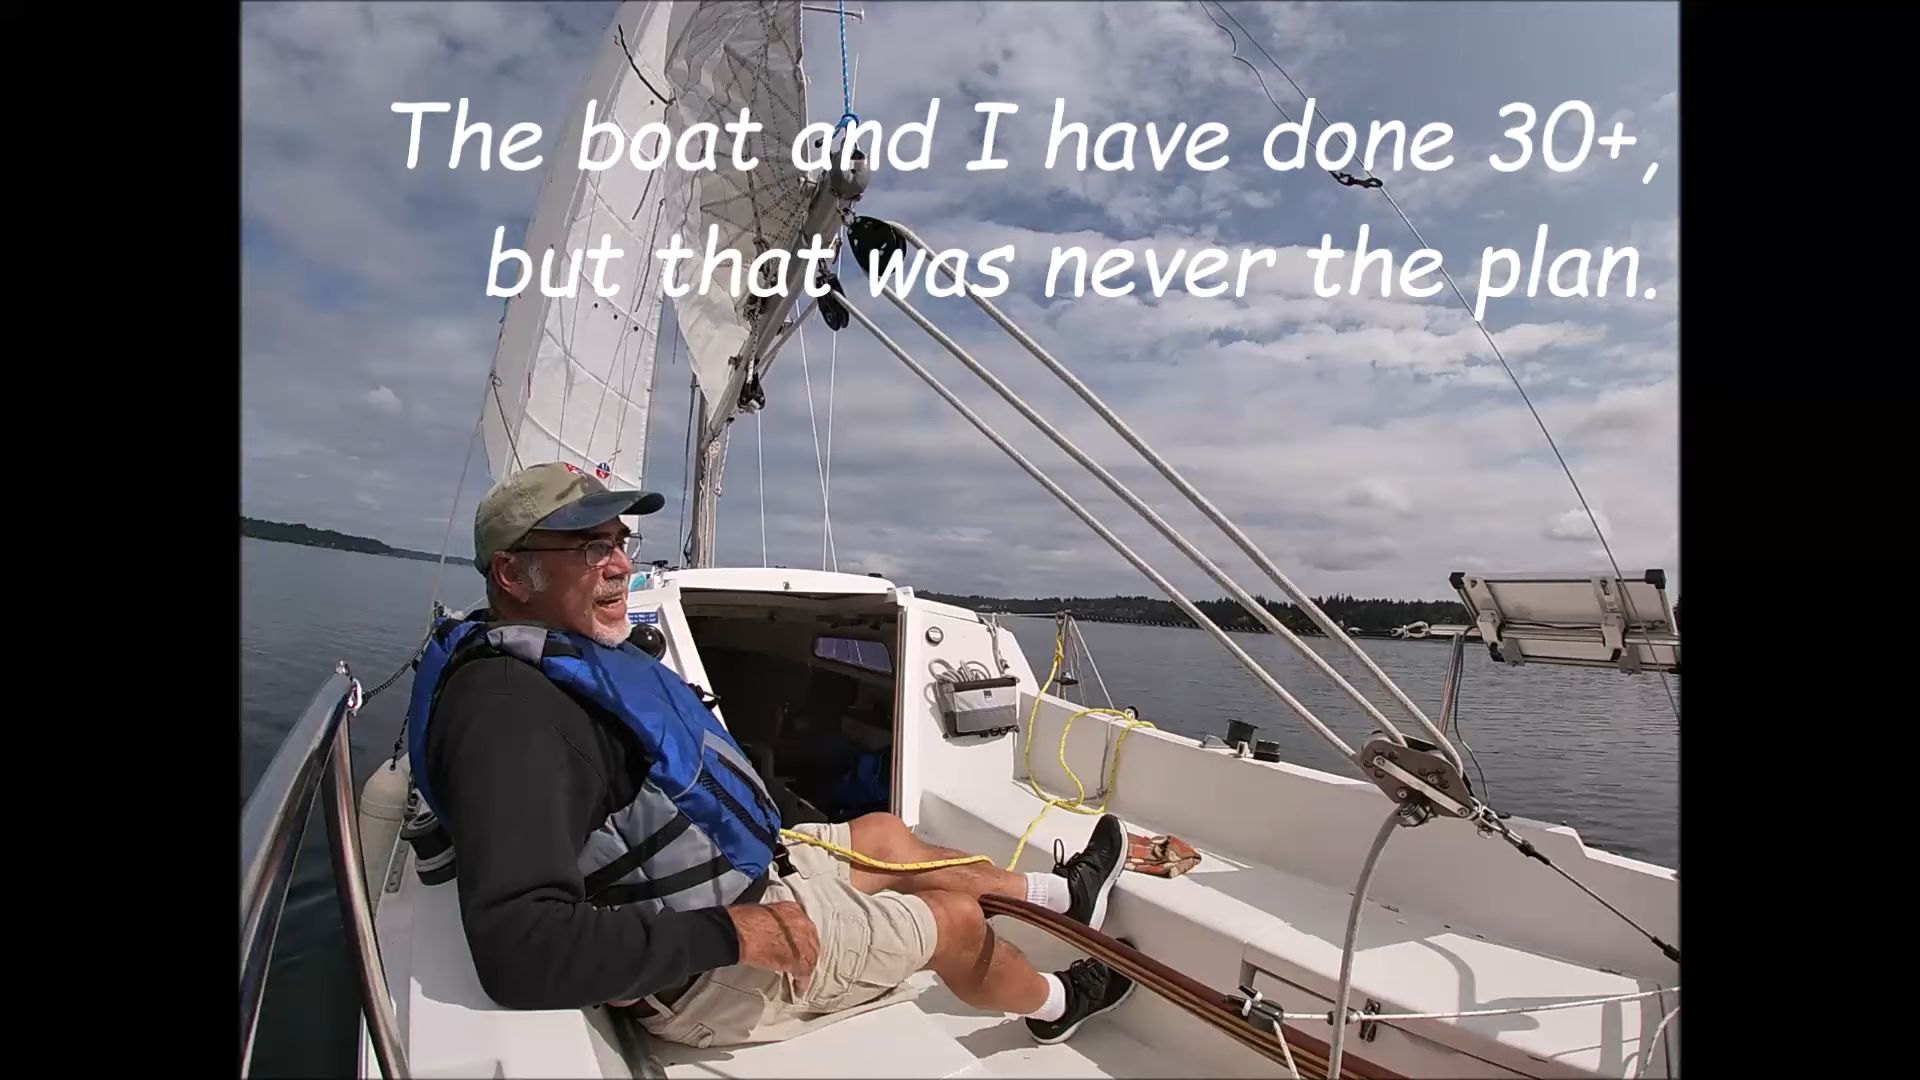 The boat and I have done 30+,
but that was never the plan.